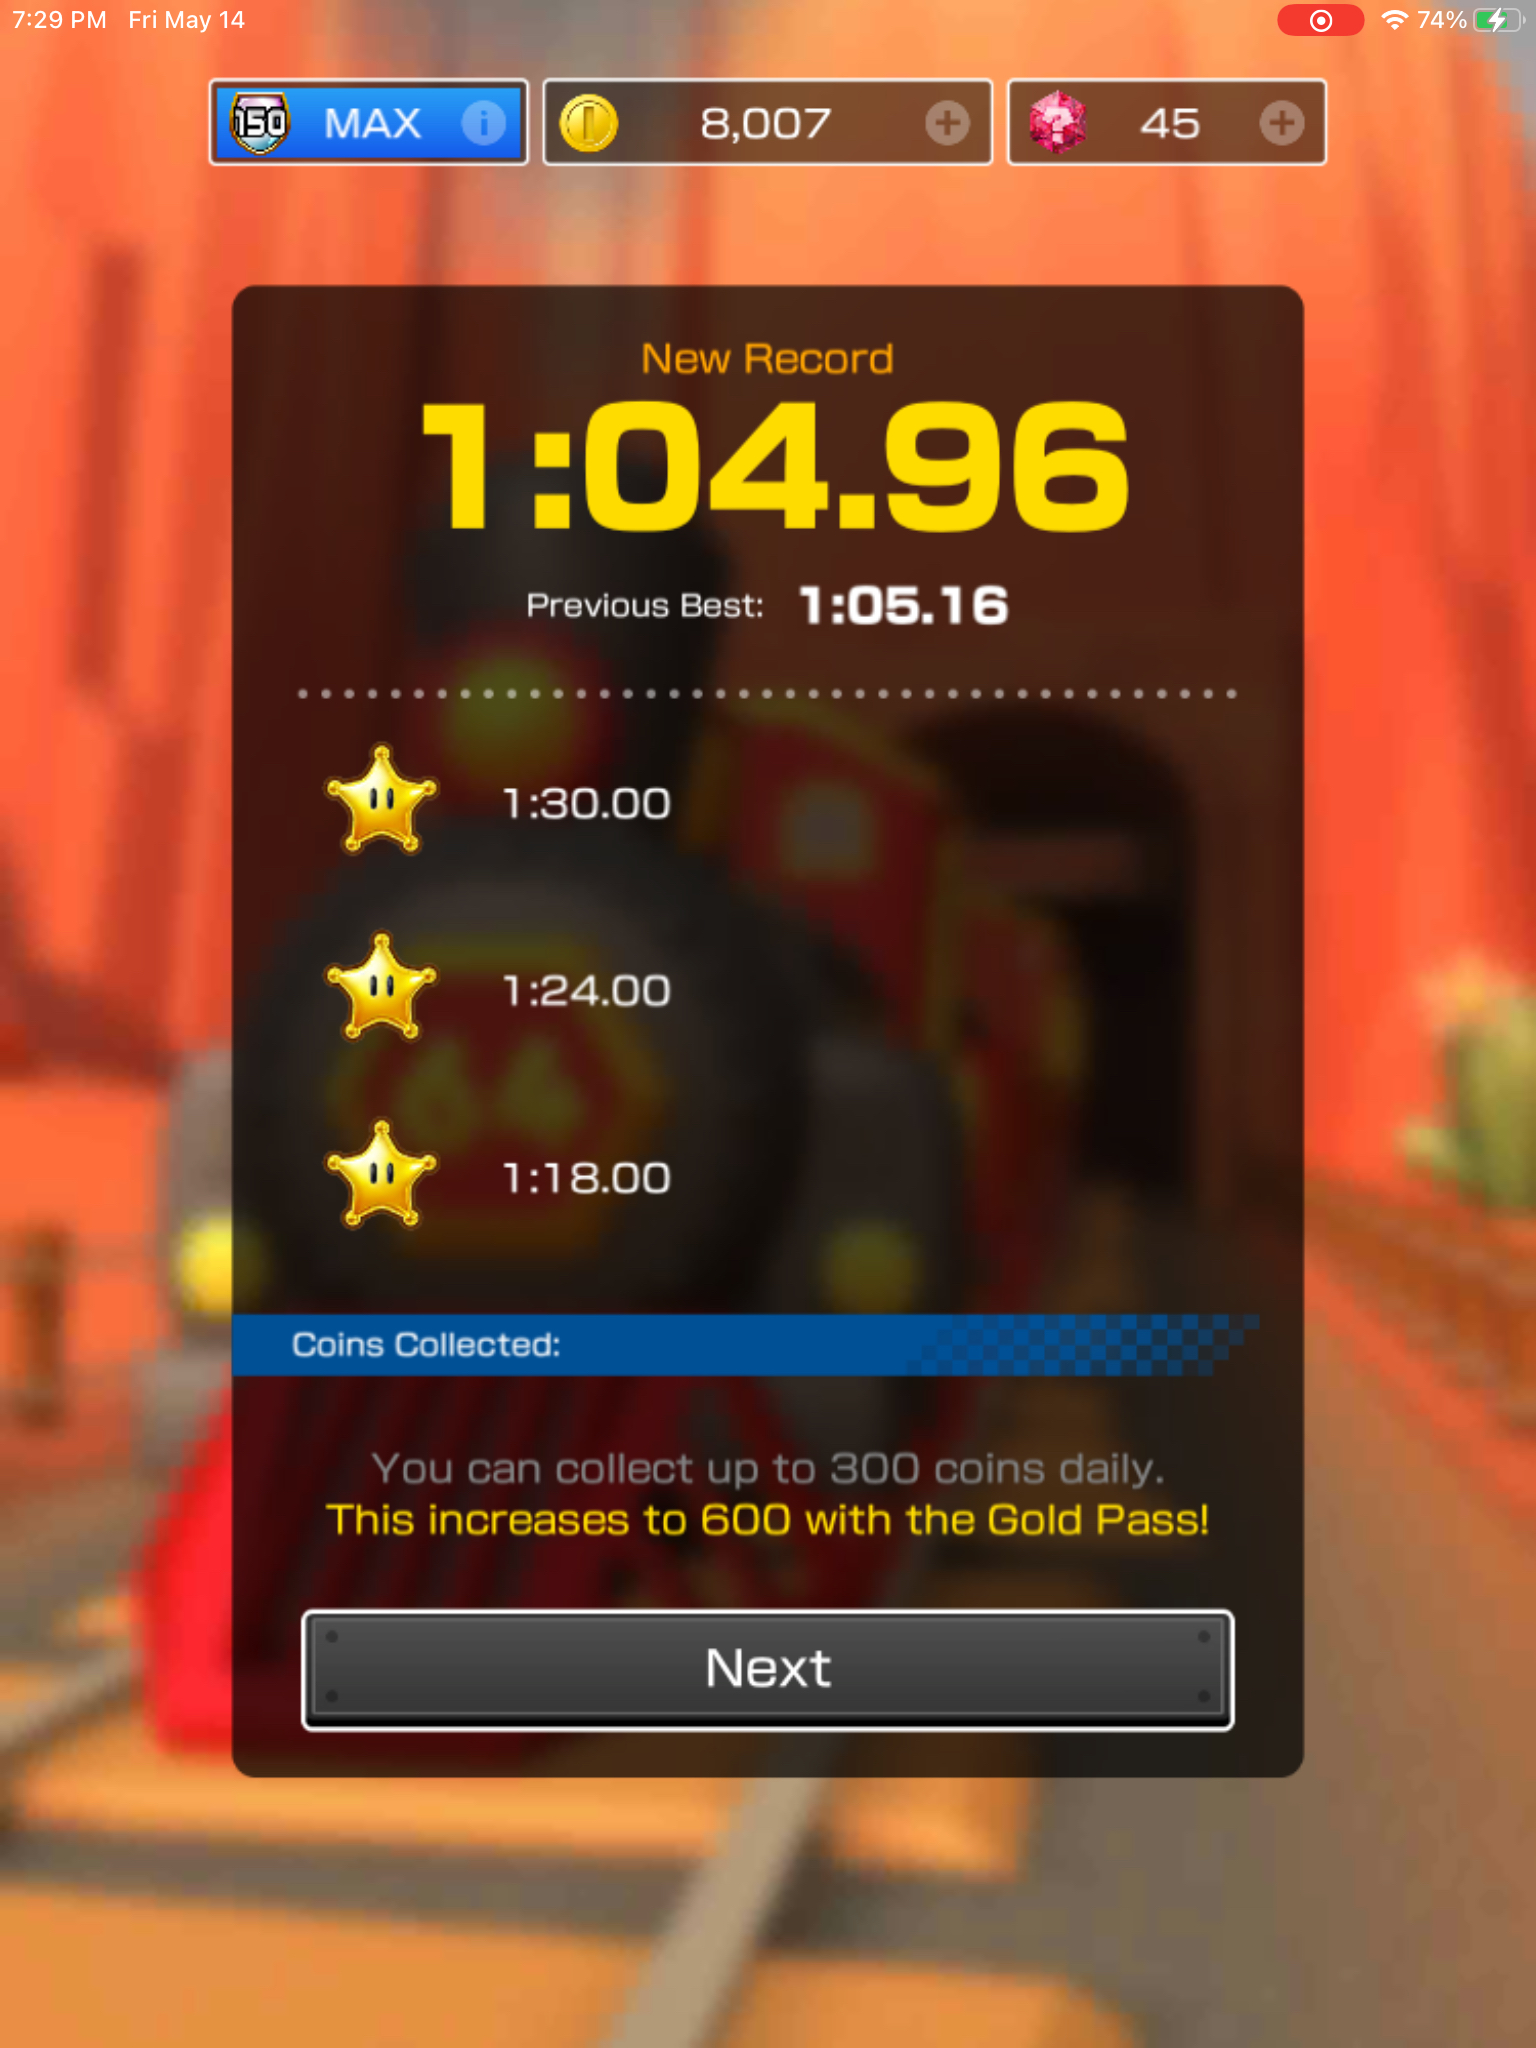 7:29 PM Fri May 14 74%
150 MAX i 8,007 + 45 +
New Record
1:04.96
Previous Best: 1:05.16
1:30.00
1:24.00
64
1:18.00
Coins Collected:
You can collect up to 300 coins daily.
This increases to 600 with the Gold Pass!
Next